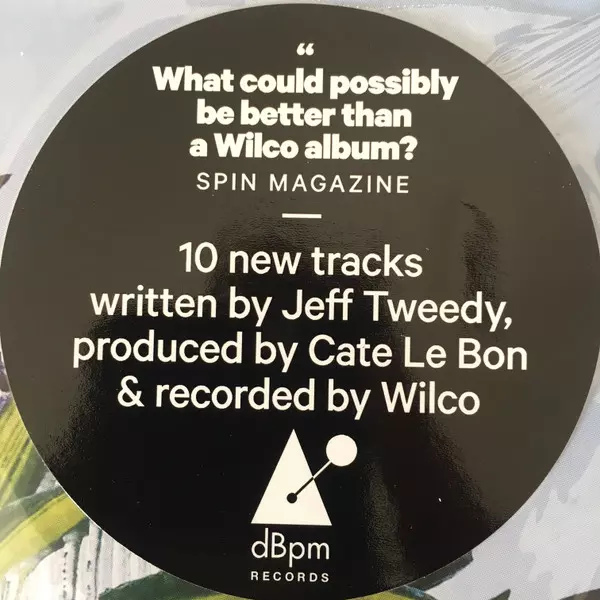 “
What could possibly
be better than
a Wilco album?
SPIN MAGAZINE
10 new tracks
written by Jeff Tweedy,
produced by Cate Le Bon
& recorded by Wilco
dBpm
RECORDS